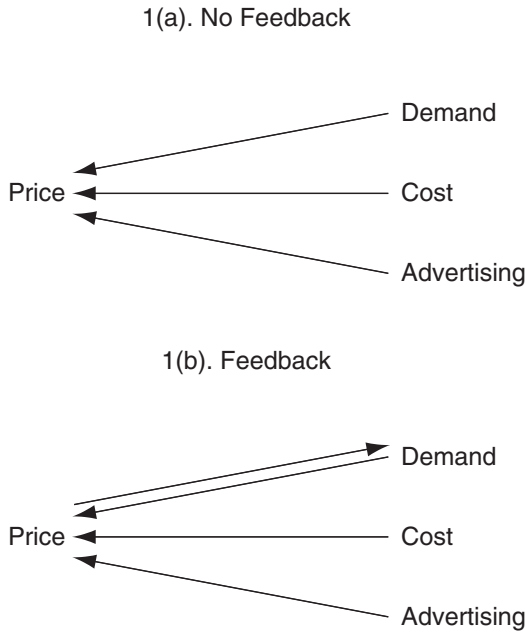 1(a). No Feedback
Demand
Price
Cost
Advertising
1(b). Feedback
Demand
Price
Cost
Advertising